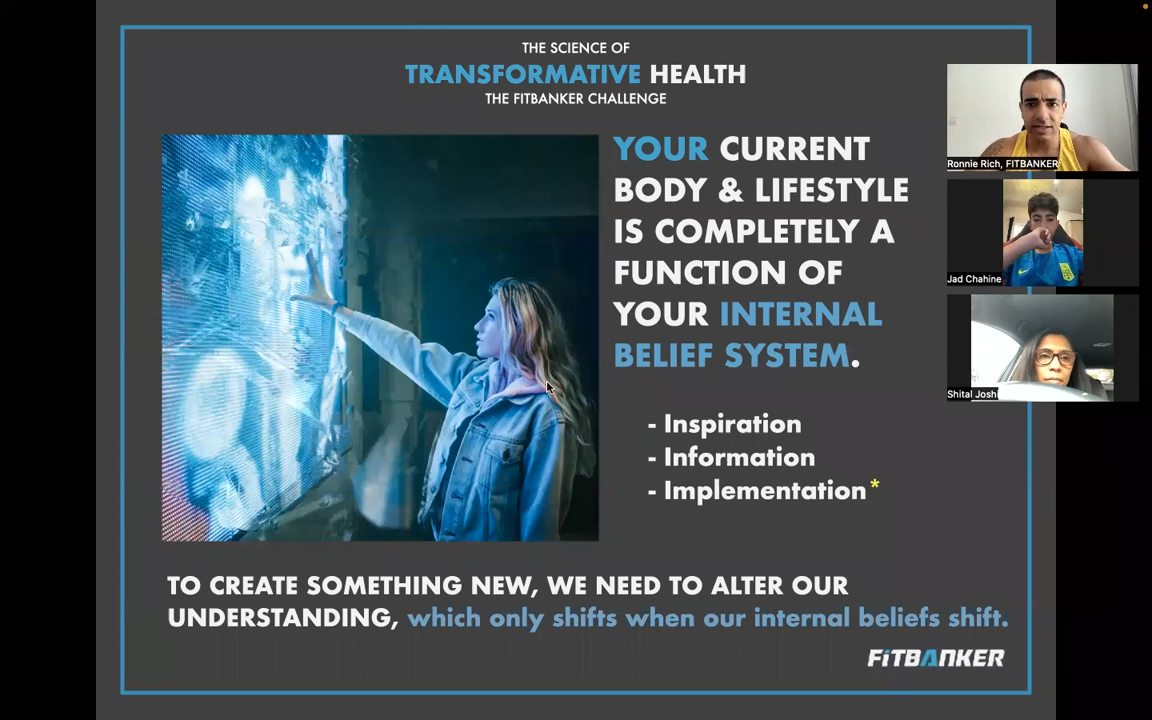 THE SCIENCE OF
TRANSFORMATIVE HEALTH
THE FITBANKER CHALLENGE
YOUR CURRENT
BODY & LIFESTYLE
IS COMPLETELY A
FUNCTION OF
YOUR INTERNAL
BELIEF SYSTEM.
- Inspiration
- Information
- Implementation*
TO CREATE SOMETHING NEW, WE NEED TO ALTER OUR
UNDERSTANDING, which only shifts when our internal beliefs shift.
FITBANKER
Ronnie Rich, FITBANKER
Jad Chahine
Shital Joshi